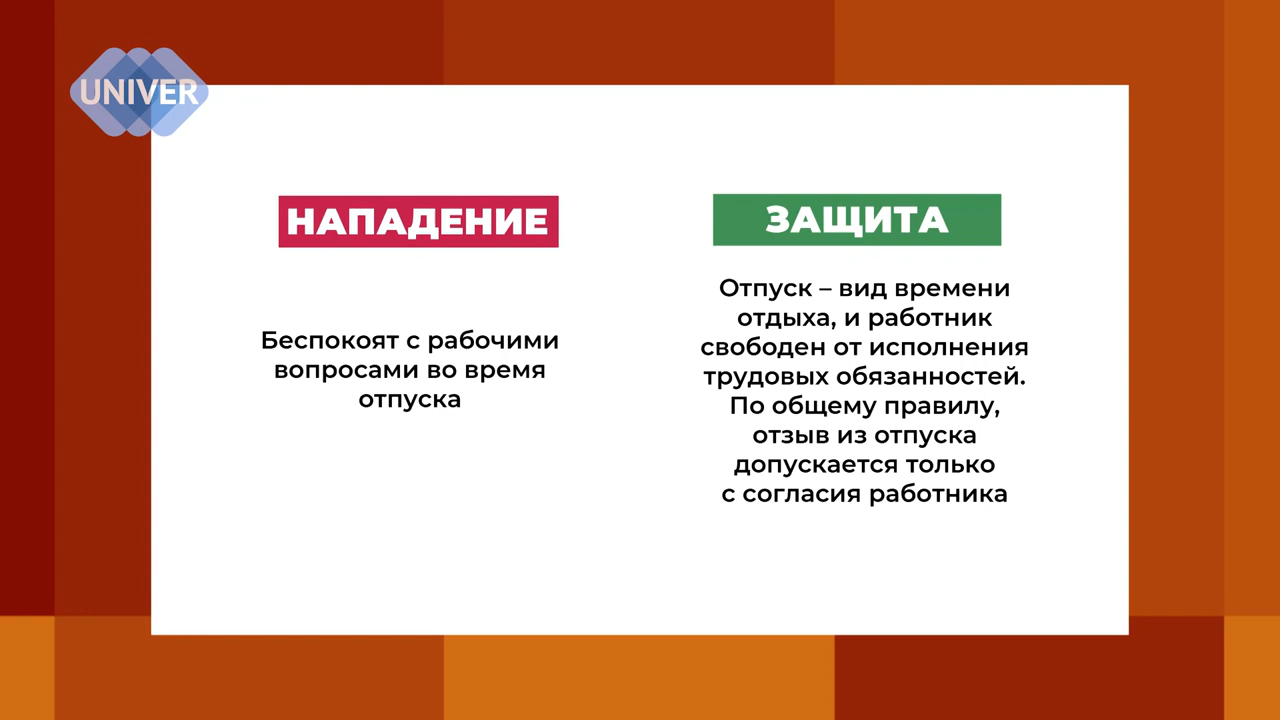 UNIVER
НАПАДЕНИЕ
Беспокоят с рабочими
вопросами во время
отпуска
ЗАЩИТА
Отпуск – вид времени
отдыха, и работник
свободен от исполнения
трудовых обязанностей.
По общему правилу,
отзыв из отпуска
допускается только
с согласия работника